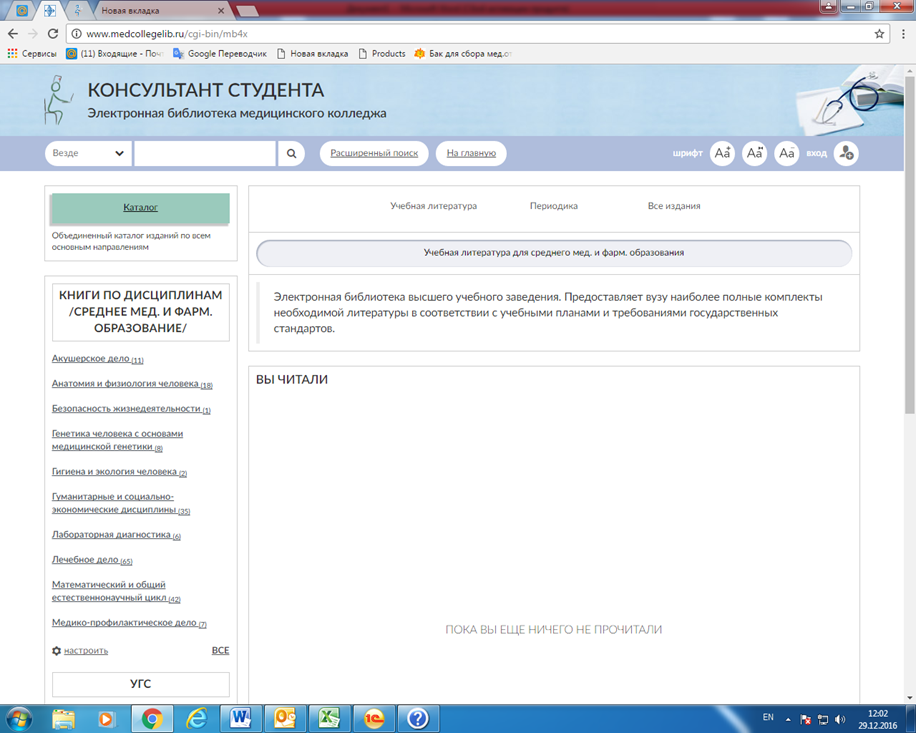 Новая вкладка
www.medcollegelib.ru/cgi-bin/mb4x
Сервисы (11) Входящие - Поч Google Переводчик Новая вкладка Products Бак для сбора мед.о
КОНСУЛЬТАНТ СТУДЕНТА
Электронная библиотека медицинского колледжа
Везде Расширенный поиск На главную шрифт Aa+ Aa Aa- вход
Каталог
Объединенный каталог изданий по всем
основным направлениям
КНИГИ ПО ДИСЦИПЛИНАМ
/СРЕДНЕЕ МЕД. И ФАРМ.
ОБРАЗОВАНИЕ/
Акушерское дело (11)
Анатомия и физиология человека (18)
Безопасность жизнедеятельности (1)
Генетика человека с основами
медицинской генетики (8)
Гигиена и экология человека (2)
Гуманитарные и социально-
экономические дисциплины (35)
Лабораторная диагностика (6)
Лечебное дело (65)
Математический и общий
естественнонаучный цикл (42)
Медико-профилактическое дело (7)
настроить ВСЕ
УГС
Учебная литература Периодика Все издания
Учебная литература для среднего мед. и фарм. образования
Электронная библиотека высшего учебного заведения. Предоставляет вузу наиболее полные комплекты
необходимой литературы в соответствии с учебными планами и требованиями государственных
стандартов.
ВЫ ЧИТАЛИ
ПОКА ВЫ ЕЩЕ НИЧЕГО НЕ ПРОЧИТАЛИ
EN 12:02
29.12.2016